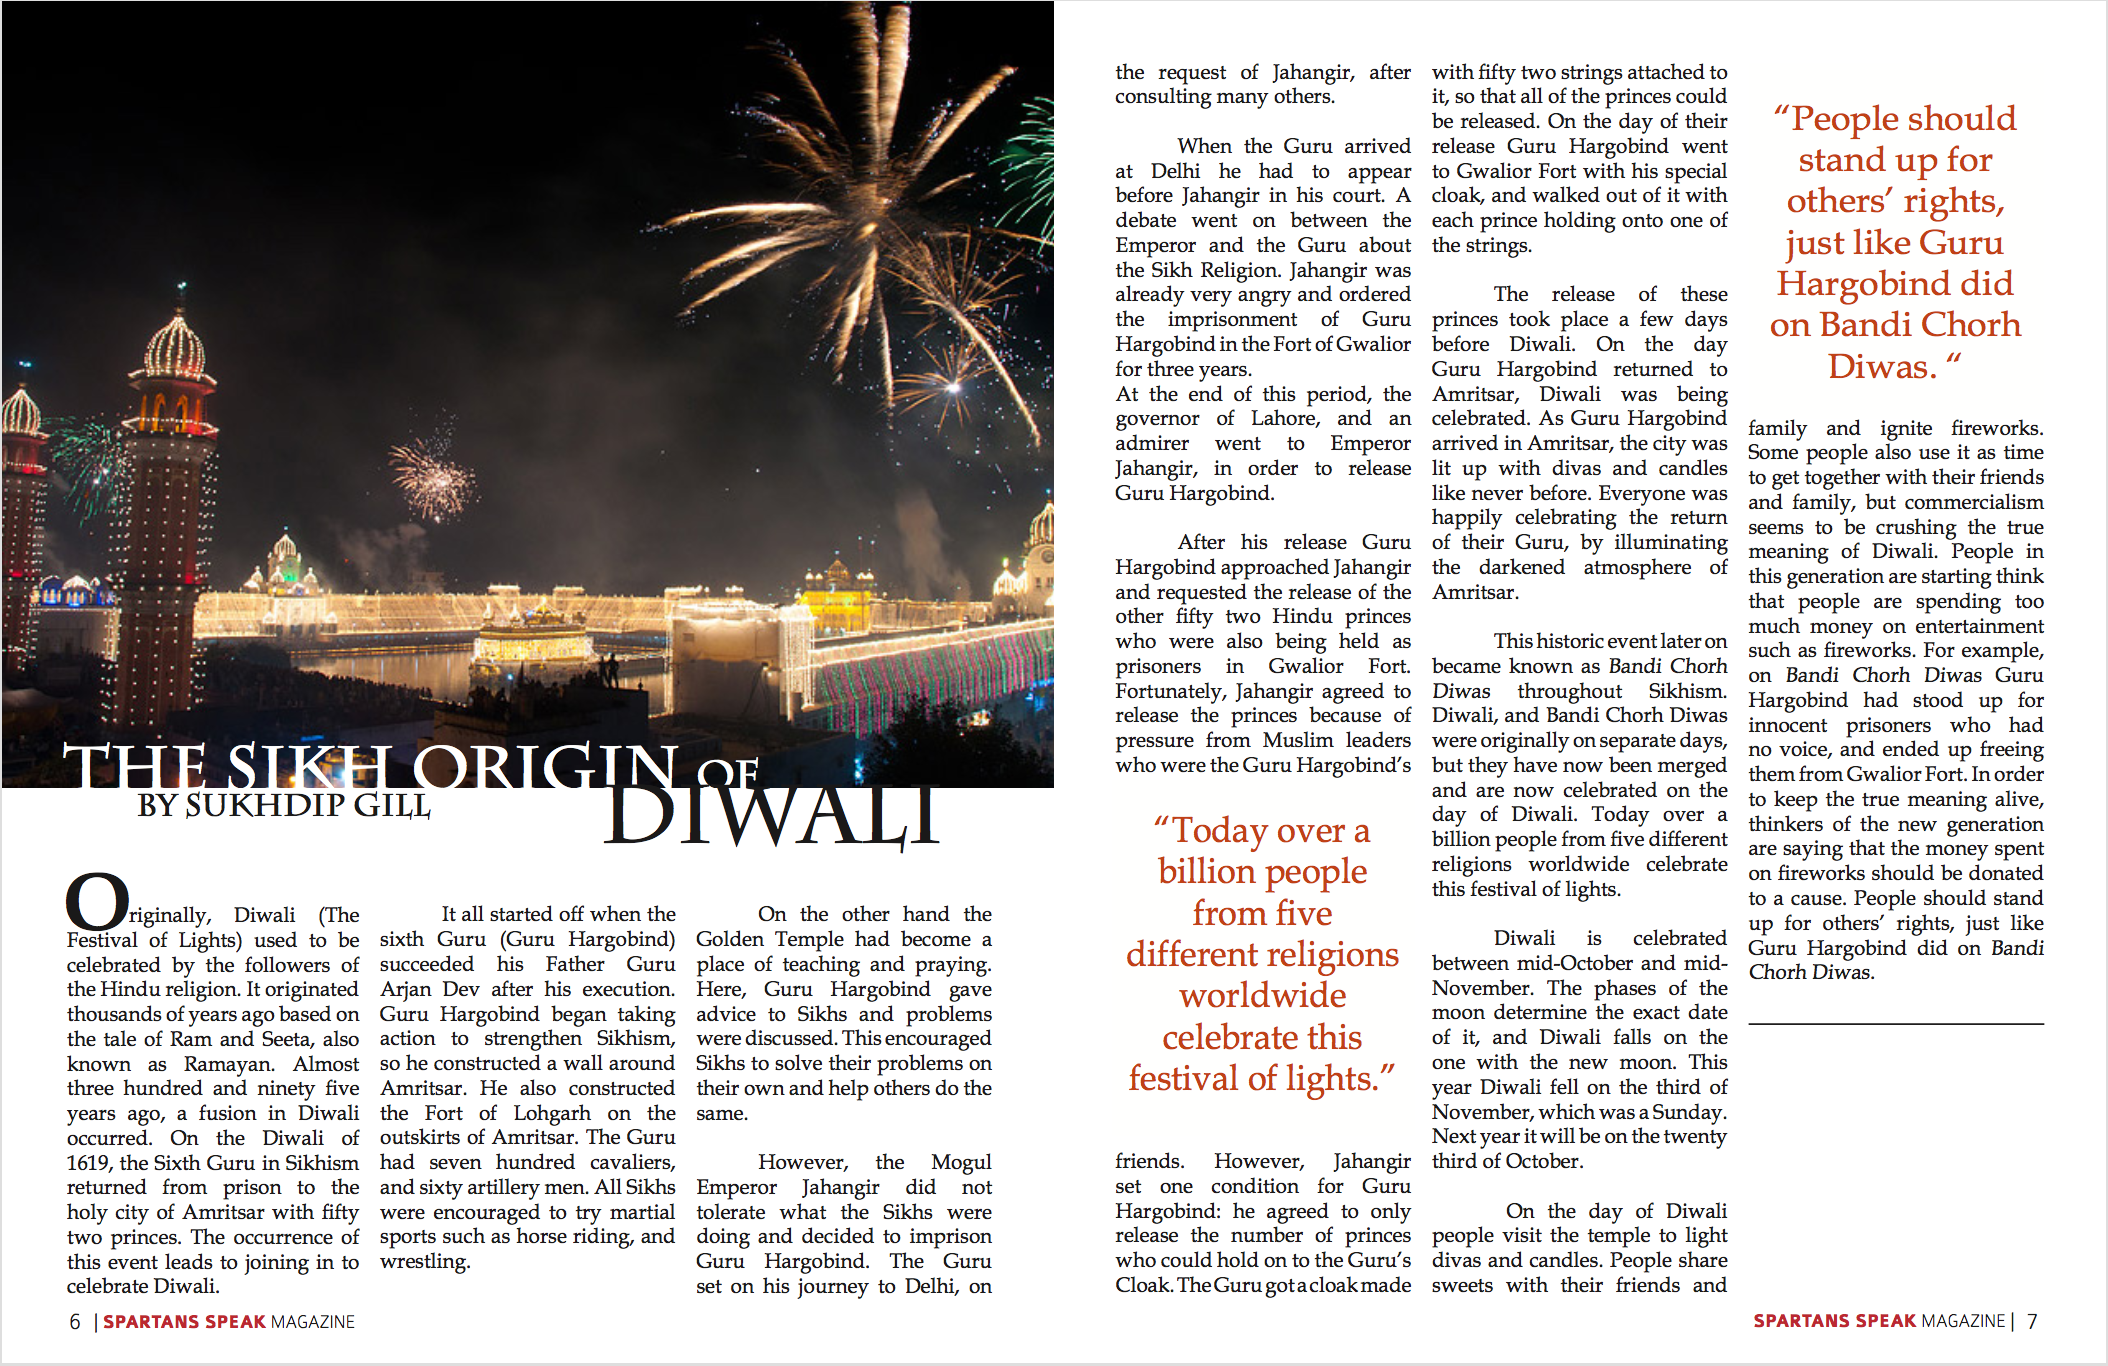 THE SIKH ORIGIN OF
DIWALI
BY SUKHDIP GILL
Originally, Diwali (The
Festival of Lights) used to be
celebrated by the followers of
the Hindu religion. It originated
thousands of years ago based on
the tale of Ram and Seeta, also
known as Ramayan. Almost
three hundred and ninety five
years ago, a fusion in Diwali
occurred. On the Diwali of
1619, the Sixth Guru in Sikhism
returned from prison to the
holy city of Amritsar with fifty
two princes. The occurrence of
this event leads to joining in to
celebrate Diwali.
It all started off when the
sixth Guru (Guru Hargobind)
succeeded his Father Guru
Arjan Dev after his execution.
Guru Hargobind began taking
action to strengthen Sikhism,
so he constructed a wall around
Amritsar. He also constructed
the Fort of Lohgarh on the
outskirts of Amritsar. The Guru
had seven hundred cavaliers,
and sixty artillery men. All Sikhs
were encouraged to try martial
sports such as horse riding, and
wrestling.
On the other hand the
Golden Temple had become a
place of teaching and praying.
Here, Guru Hargobind gave
advice to Sikhs and problems
were discussed. This encouraged
Sikhs to solve their problems on
their own and help others do the
same.
However, the Mogul
Emperor Jahangir did not
tolerate what the Sikhs were
doing and decided to imprison
Guru Hargobind. The Guru
set on his journey to Delhi, on
6 | SPARTANS SPEAK MAGAZINE
the request of Jahangir, after
consulting many others.
When the Guru arrived
at Delhi he had to appear
before Jahangir in his court. A
debate went on between the
Emperor and the Guru about
the Sikh Religion. Jahangir was
already very angry and ordered
the imprisonment of Guru
Hargobind in the Fort of Gwalior
for three years.
At the end of this period, the
governor of Lahore, and an
admirer went to Emperor
Jahangir, in order to release
Guru Hargobind.
After his release Guru
Hargobind approached Jahangir
and requested the release of the
other fifty two Hindu princes
who were also being held as
prisoners in Gwalior Fort.
Fortunately, Jahangir agreed to
release the princes because of
pressure from Muslim leaders
who were the Guru Hargobind's
"Today over a
billion people
from five
different religions
worldwide
celebrate this
festival of lights."
friends. However, Jahangir
set one condition for Guru
Hargobind: he agreed to only
release the number of princes
who could hold on to the Guru's
Cloak. The Guru got a cloak made
with fifty two strings attached to
it, so that all of the princes could
be released. On the day of their
release Guru Hargobind went
to Gwalior Fort with his special
cloak, and walked out of it with
each prince holding onto one of
the strings.
The release of these
princes took place a few days
before Diwali. On the day
Guru Hargobind returned to
Amritsar, Diwali was being
celebrated. As Guru Hargobind
arrived in Amritsar, the city was
lit up with divas and candles
like never before. Everyone was
happily celebrating the return
of their Guru, by illuminating
the darkened atmosphere of
Amritsar.
This historic event later on
became known as Bandi Chorh
Diwas throughout Sikhism.
Diwali, and Bandi Chorh Diwas
were originally on separate days,
but they have now been merged
and are now celebrated on the
day of Diwali. Today over a
billion people from five different
religions worldwide celebrate
this festival of lights.
Diwali is celebrated
between mid-October and mid-
November. The phases of the
moon determine the exact date
of it, and Diwali falls on the
one with the new moon. This
year Diwali fell on the third of
November, which was a Sunday.
Next year it will be on the twenty
third of October.
On the day of Diwali
people visit the temple to light
divas and candles. People share
sweets with their friends and
"People should
stand up for
others' rights,
just like Guru
Hargobind did
on Bandi Chorh
Diwas. "
family and ignite fireworks.
Some people also use it as time
to get together with their friends
and family, but commercialism
seems to be crushing the true
meaning of Diwali. People in
this generation are starting think
that people are spending too
much money on entertainment
such as fireworks. For example,
on Bandi Chorh Diwas Guru
Hargobind had stood up for
innocent prisoners who had
no voice, and ended up freeing
them from Gwalior Fort. In order
to keep the true meaning alive,
thinkers of the new generation
are saying that the money spent
on fireworks should be donated
to a cause. People should stand
up for others' rights, just like
Guru Hargobind did on Bandi
Chorh Diwas.
SPARTANS SPEAK MAGAZINE | 7